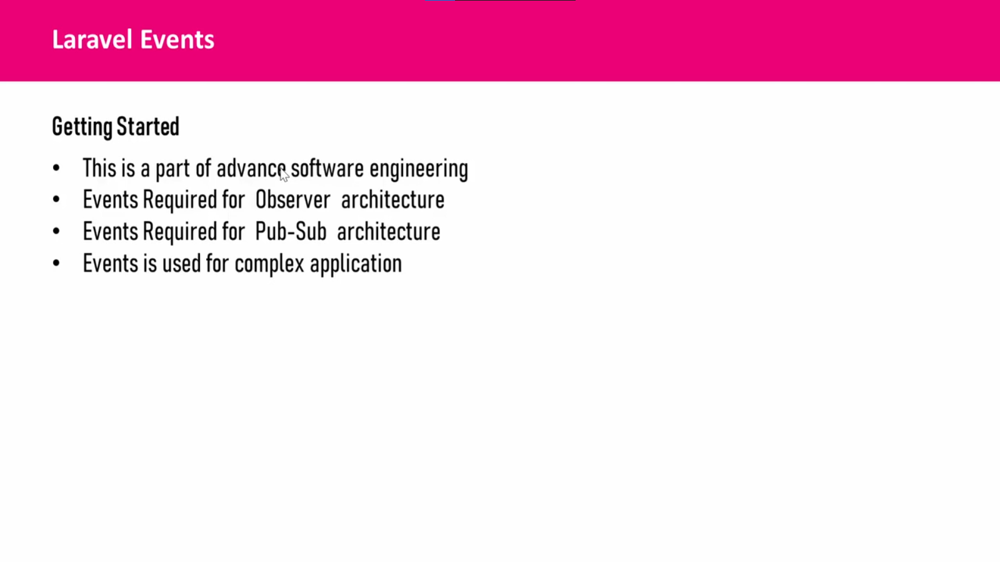 Laravel Events
Getting Started
• This is a part of advance software engineering
• Events Required for Observer architecture
• Events Required for Pub-Sub architecture
• Events is used for complex application